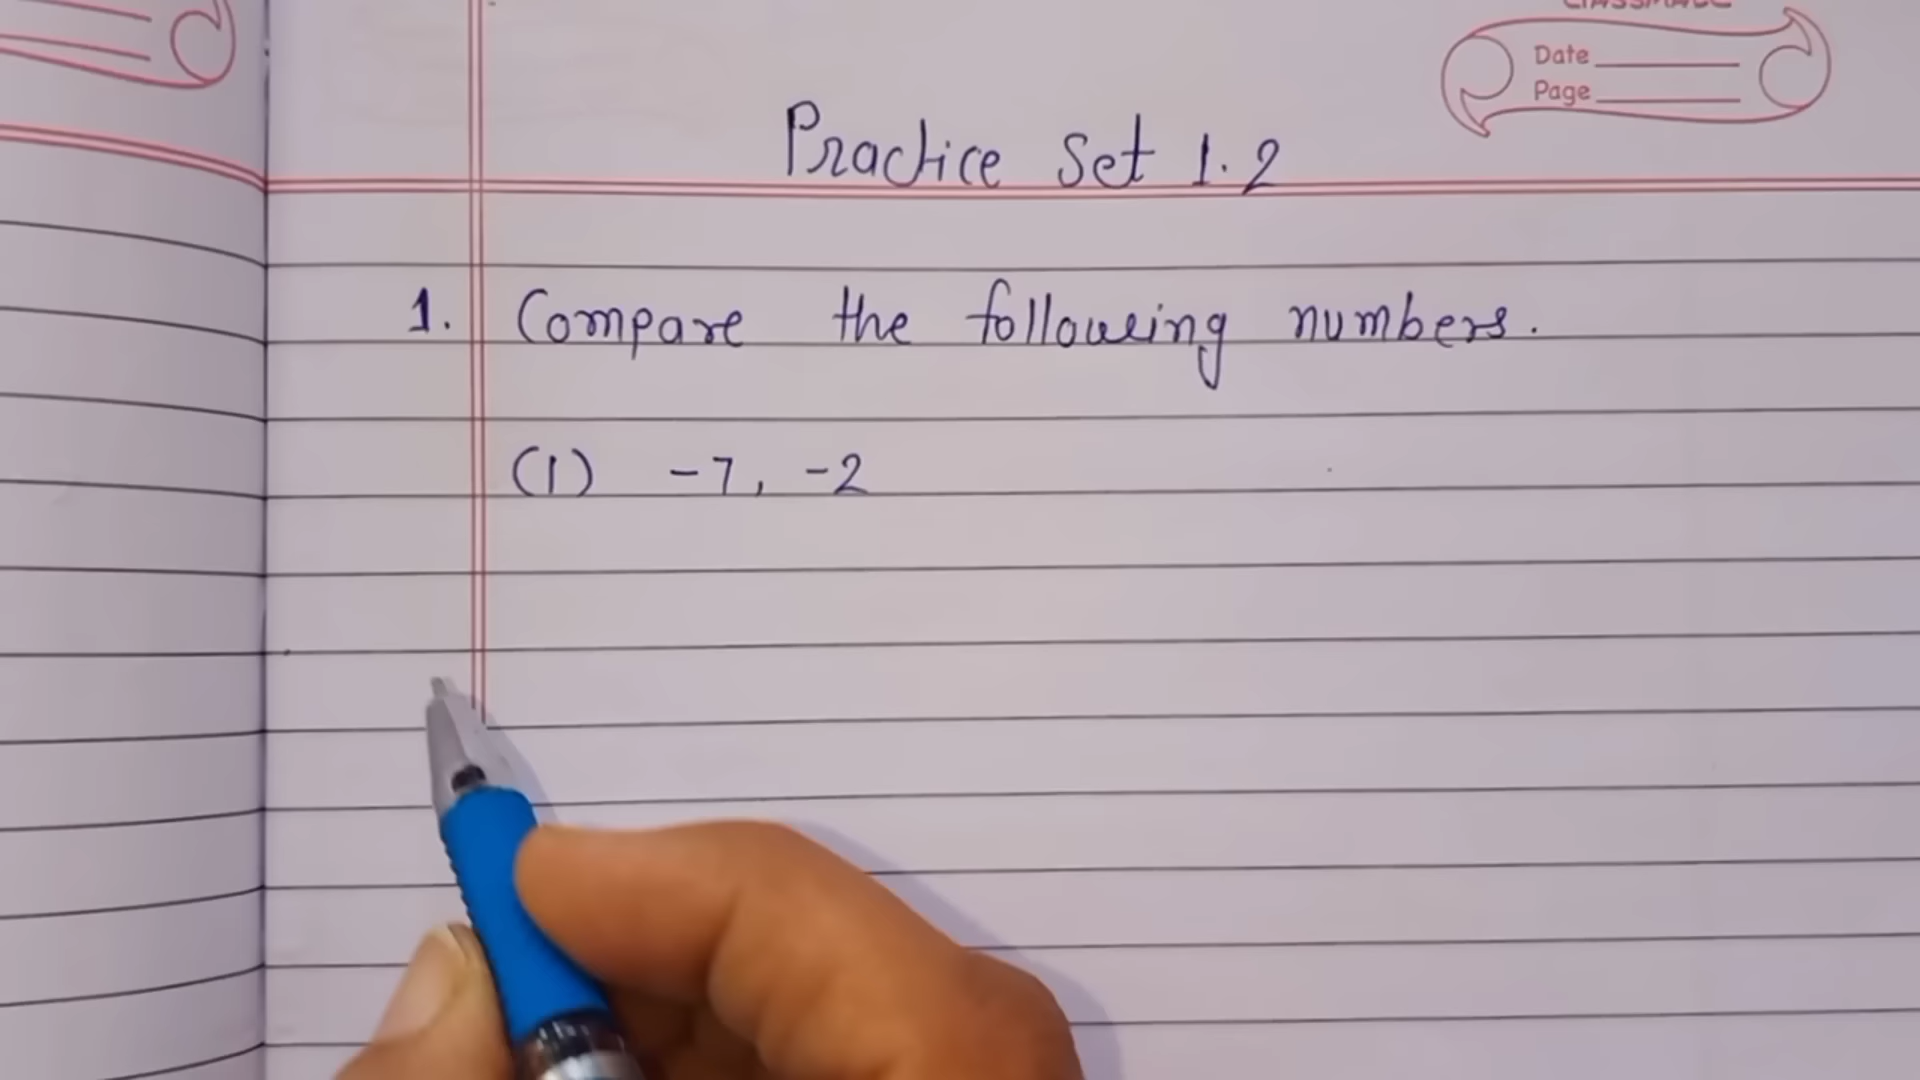 Date
Page
Practice Set 1.2
1. Compare the following numbers.
(1) -7, -2